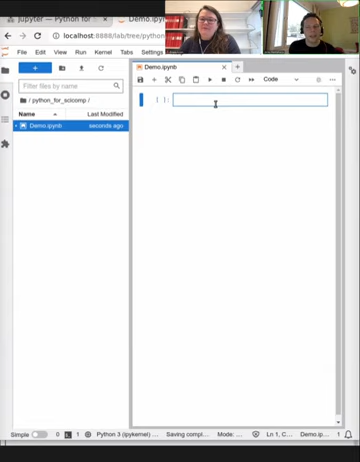 Jupyter — Python for S
Demo.ipynb
localhost:8888/lab/tree/python
File Edit View Run Kernel Tabs Settings
Filter files by name
/ python_for_scicomp /
Name Last Modified
Demo.ipynb seconds ago
Demo.ipynb
Code
[ ]:
Simple 0 1 Python 3 (ipykernel) ... Saving compl... Mode: ... Ln 1, C... Demo.ip... 1